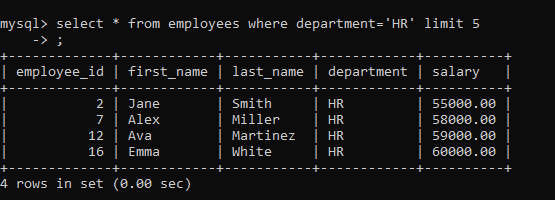 mysql> select * from employees where department='HR' limit 5
    -> ;
+-------------+------------+-----------+------------+----------+
| employee_id | first_name | last_name | department | salary   |
+-------------+------------+-----------+------------+----------+
|           2 | Jane       | Smith     | HR         | 55000.00 |
|           7 | Alex       | Miller    | HR         | 58000.00 |
|          12 | Ava        | Martinez  | HR         | 59000.00 |
|          16 | Emma       | White     | HR         | 60000.00 |
+-------------+------------+-----------+------------+----------+
4 rows in set (0.00 sec)